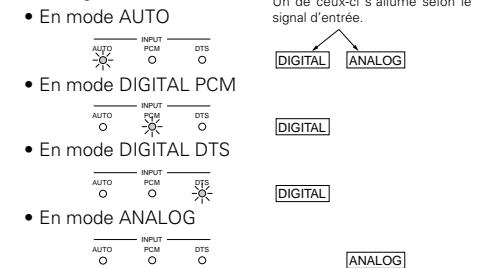 Un de ceux-ci s'allume selon le
signal d'entrée.
• En mode AUTO
INPUT
AUTO PCM DTS
DIGITAL ANALOG
• En mode DIGITAL PCM
INPUT
AUTO PCM DTS
DIGITAL
• En mode DIGITAL DTS
INPUT
AUTO PCM DTS
DIGITAL
• En mode ANALOG
INPUT
AUTO PCM DTS
ANALOG